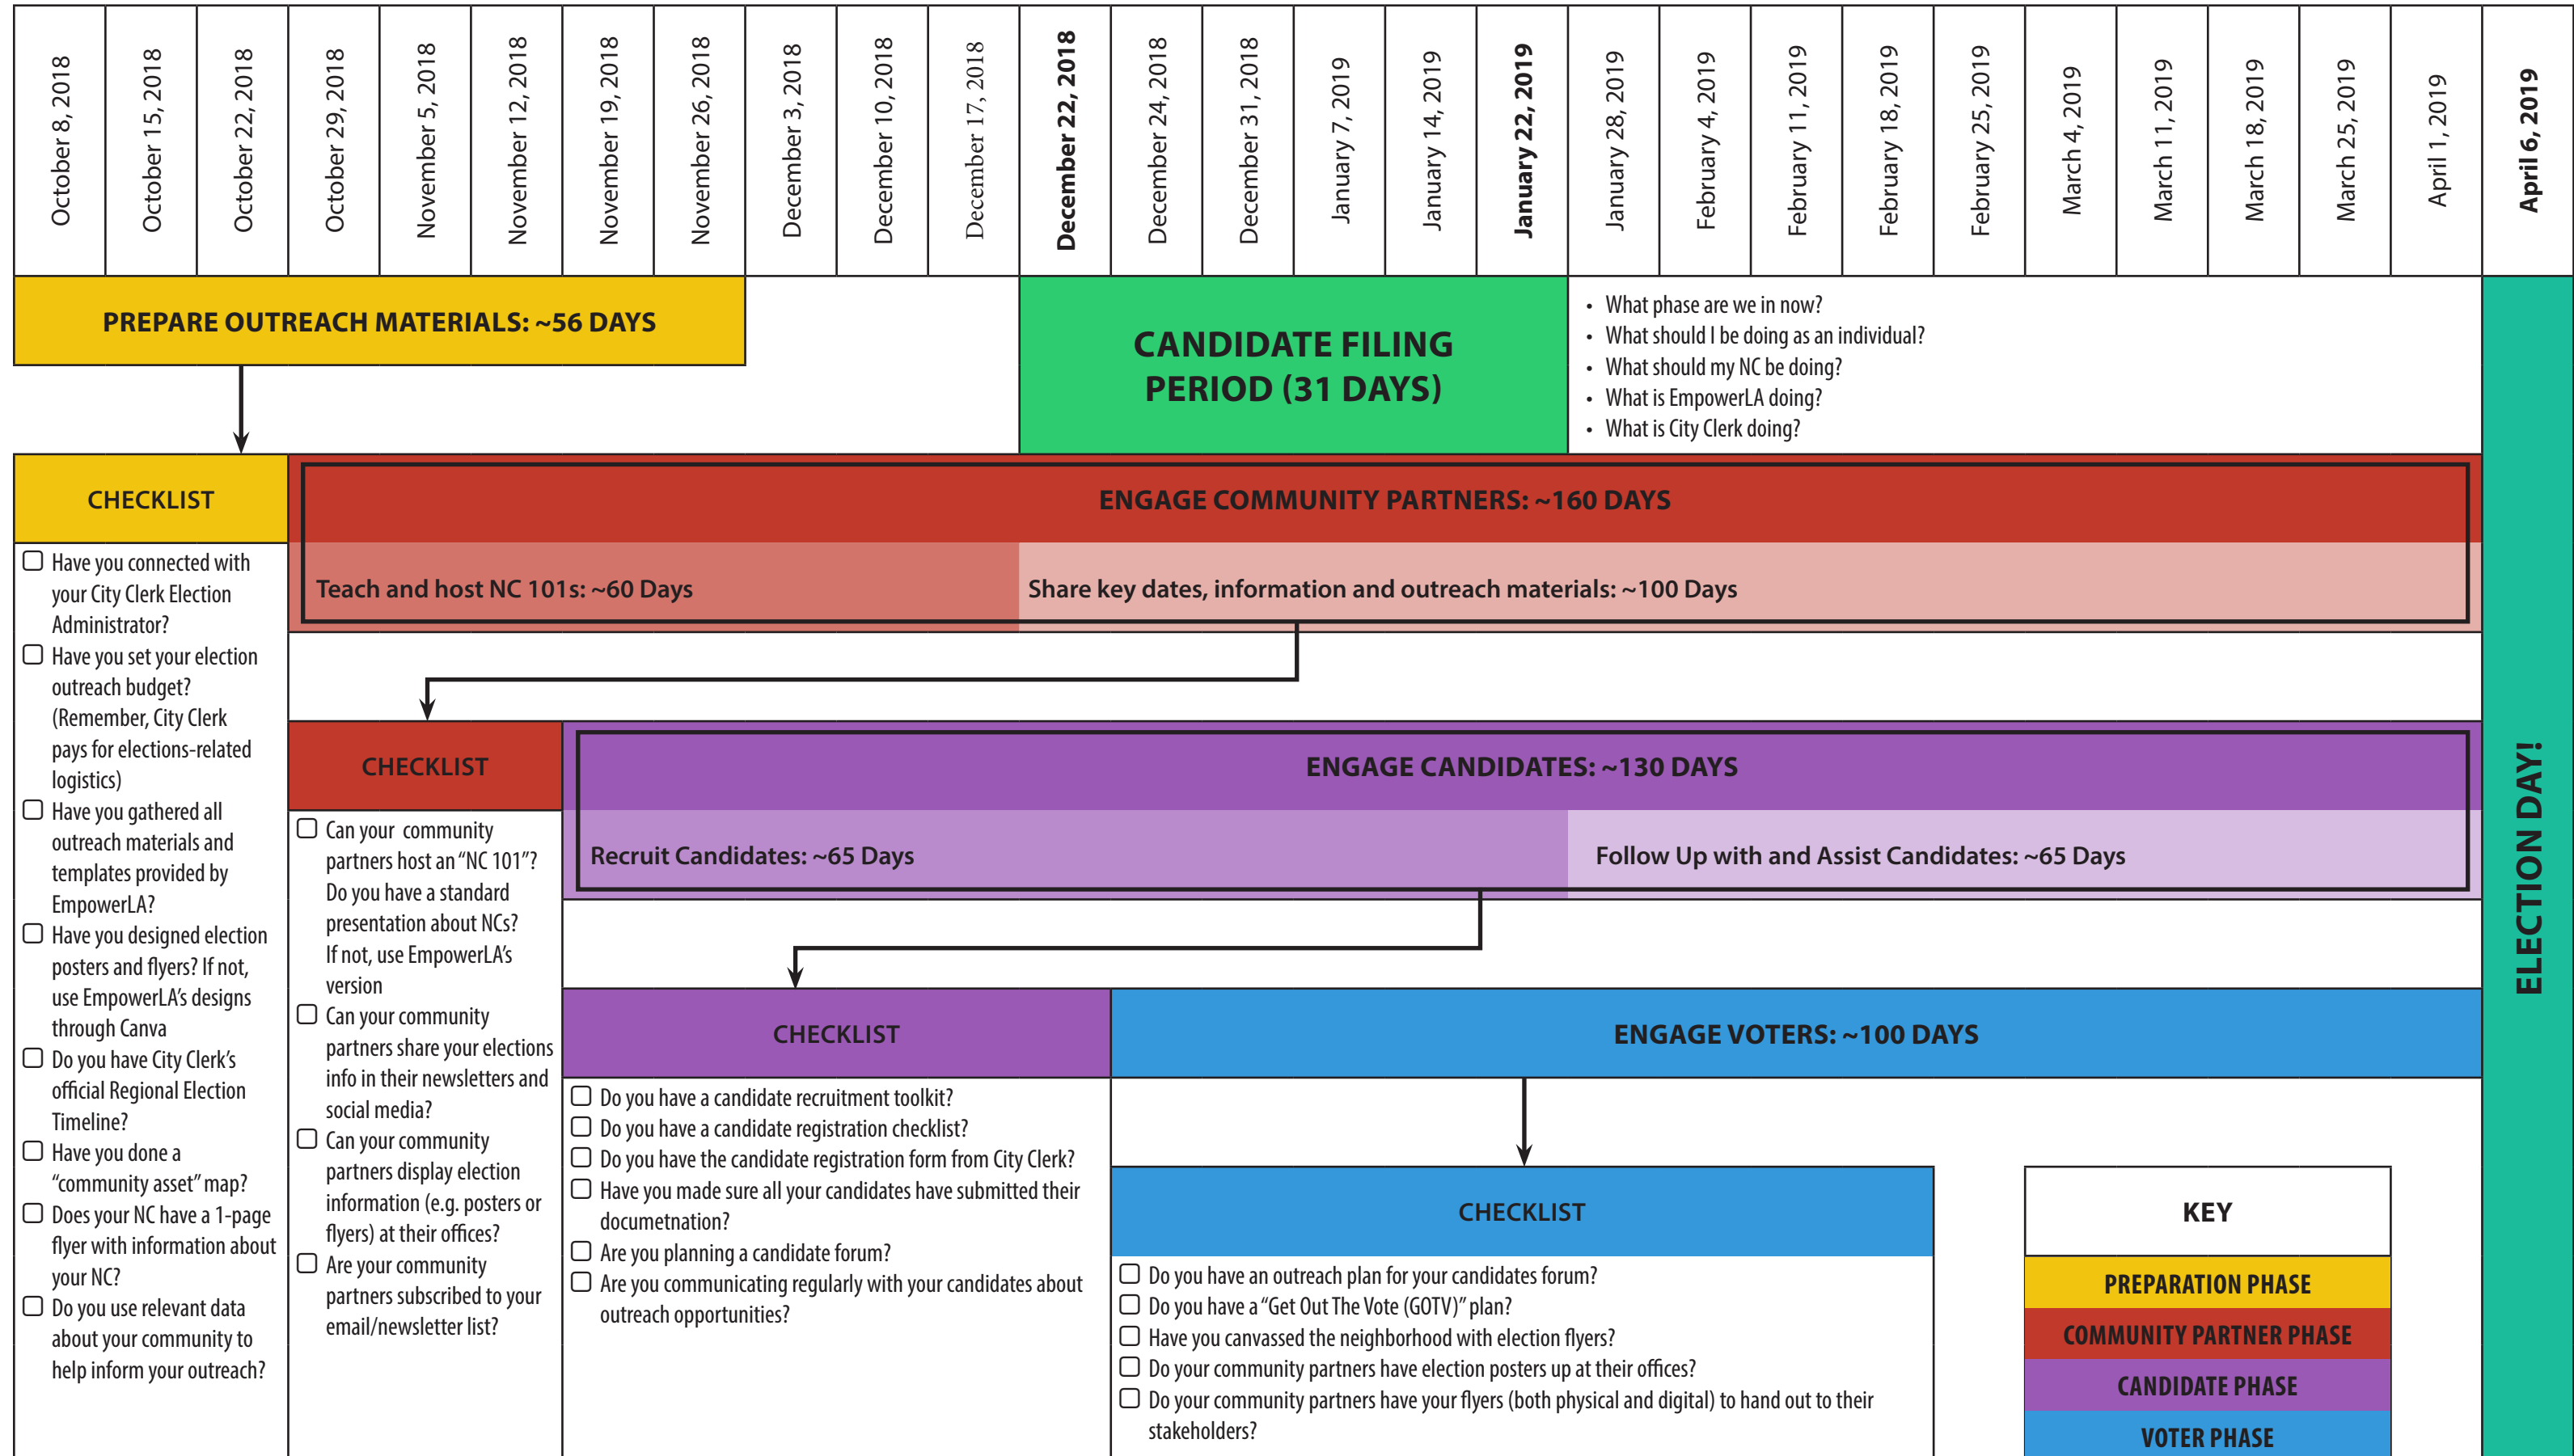 October 8, 2018
October 15, 2018
October 22, 2018
October 29, 2018
November 5, 2018
November 12, 2018
November 19, 2018
November 26, 2018
December 3, 2018
December 10, 2018
December 17, 2018
December 22, 2018
December 24, 2018
December 31, 2018
January 7, 2019
January 14, 2019
January 22, 2019
January 28, 2019
February 4, 2019
February 11, 2019
February 18, 2019
February 25, 2019
March 4, 2019
March 11, 2019
March 18, 2019
March 25, 2019
April 1, 2019
April 6, 2019
PREPARE OUTREACH MATERIALS: ~56 DAYS
CANDIDATE FILING
PERIOD (31 DAYS)
• What phase are we in now?
• What should I be doing as an individual?
• What should my NC be doing?
• What is EmpowerLA doing?
• What is City Clerk doing?
ELECTION DAY!
CHECKLIST
Have you connected with
your City Clerk Election
Administrator?
Have you set your election
outreach budget?
(Remember, City Clerk
pays for elections-related
logistics)
Have you gathered all
outreach materials and
templates provided by
EmpowerLA?
Have you designed election
posters and flyers? If not,
use EmpowerLA's designs
through Canva
Do you have City Clerk's
official Regional Election
Timeline?
Have you done a
"community asset" map?
Does your NC have a 1-page
flyer with information about
your NC?
Do you use relevant data
about your community to
help inform your outreach?
ENGAGE COMMUNITY PARTNERS: ~160 DAYS
Teach and host NC 101s: ~60 Days
Share key dates, information and outreach materials: ~100 Days
CHECKLIST
Can your community
partners host an "NC 101"?
Do you have a standard
presentation about NCs?
If not, use EmpowerLA's
version
Can your community
partners share your elections
info in their newsletters and
social media?
Can your community
partners display election
information (e.g. posters or
flyers) at their offices?
Are your community
partners subscribed to your
email/newsletter list?
ENGAGE CANDIDATES: ~130 DAYS
Recruit Candidates: ~65 Days
Follow Up with and Assist Candidates: ~65 Days
CHECKLIST
Do you have a candidate recruitment toolkit?
Do you have a candidate registration checklist?
Do you have the candidate registration form from City Clerk?
Have you made sure all your candidates have submitted their
documetnation?
Are you planning a candidate forum?
Are you communicating regularly with your candidates about
outreach opportunities?
ENGAGE VOTERS: ~100 DAYS
CHECKLIST
Do you have an outreach plan for your candidates forum?
Do you have a "Get Out The Vote (GOTV)" plan?
Have you canvassed the neighborhood with election flyers?
Do your community partners have election posters up at their offices?
Do your community partners have your flyers (both physical and digital) to hand out to their
stakeholders?
KEY
PREPARATION PHASE
COMMUNITY PARTNER PHASE
CANDIDATE PHASE
VOTER PHASE